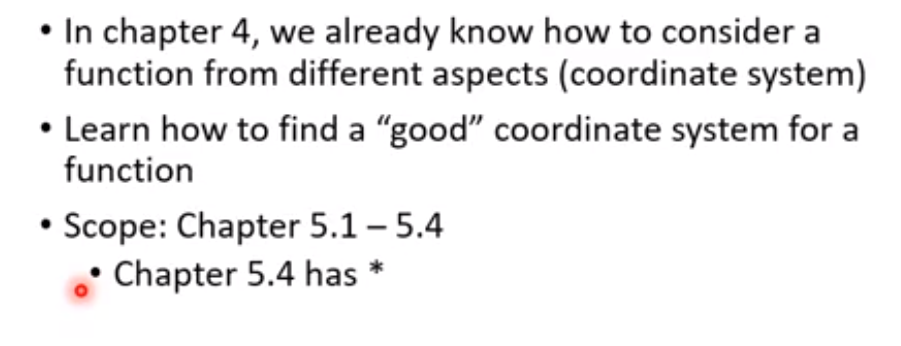 • In chapter 4, we already know how to consider a
function from different aspects (coordinate system)
• Learn how to find a “good” coordinate system for a
function
• Scope: Chapter 5.1 – 5.4
• Chapter 5.4 has *